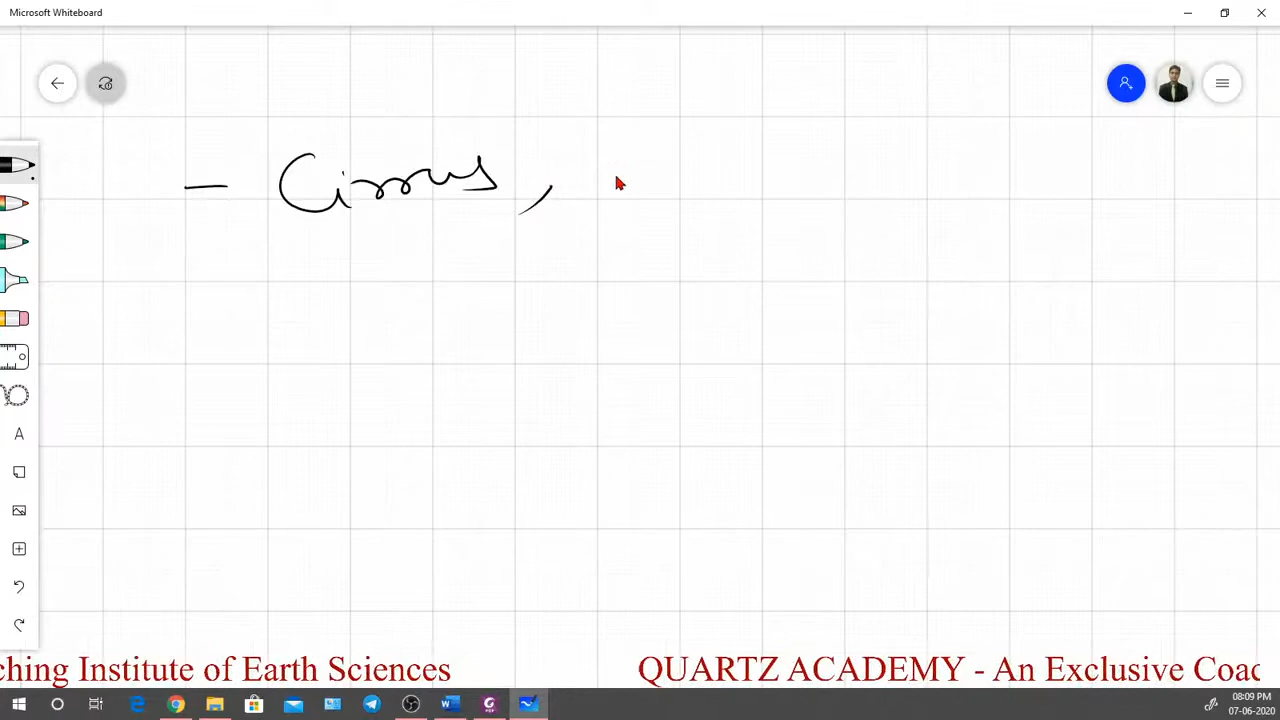 Microsoft Whiteboard
- Cirrus,
A
ching Institute of Earth Sciences QUARTZ ACADEMY - An Exclusive Coac
08:09 PM
07-06-2020